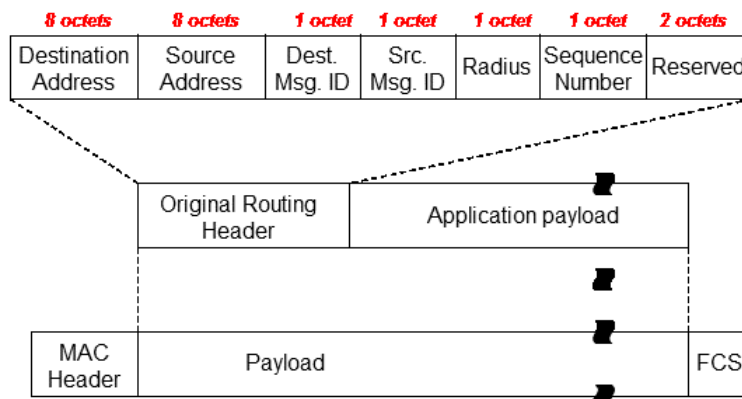 8 octets 8 octets 1 octet 1 octet 1 octet 1 octet 2 octets
Destination Address
Source Address
Dest. Msg. ID
Src. Msg. ID
Radius
Sequence Number
Reserved
Original Routing Header
Application payload
MAC Header
Payload
FCS